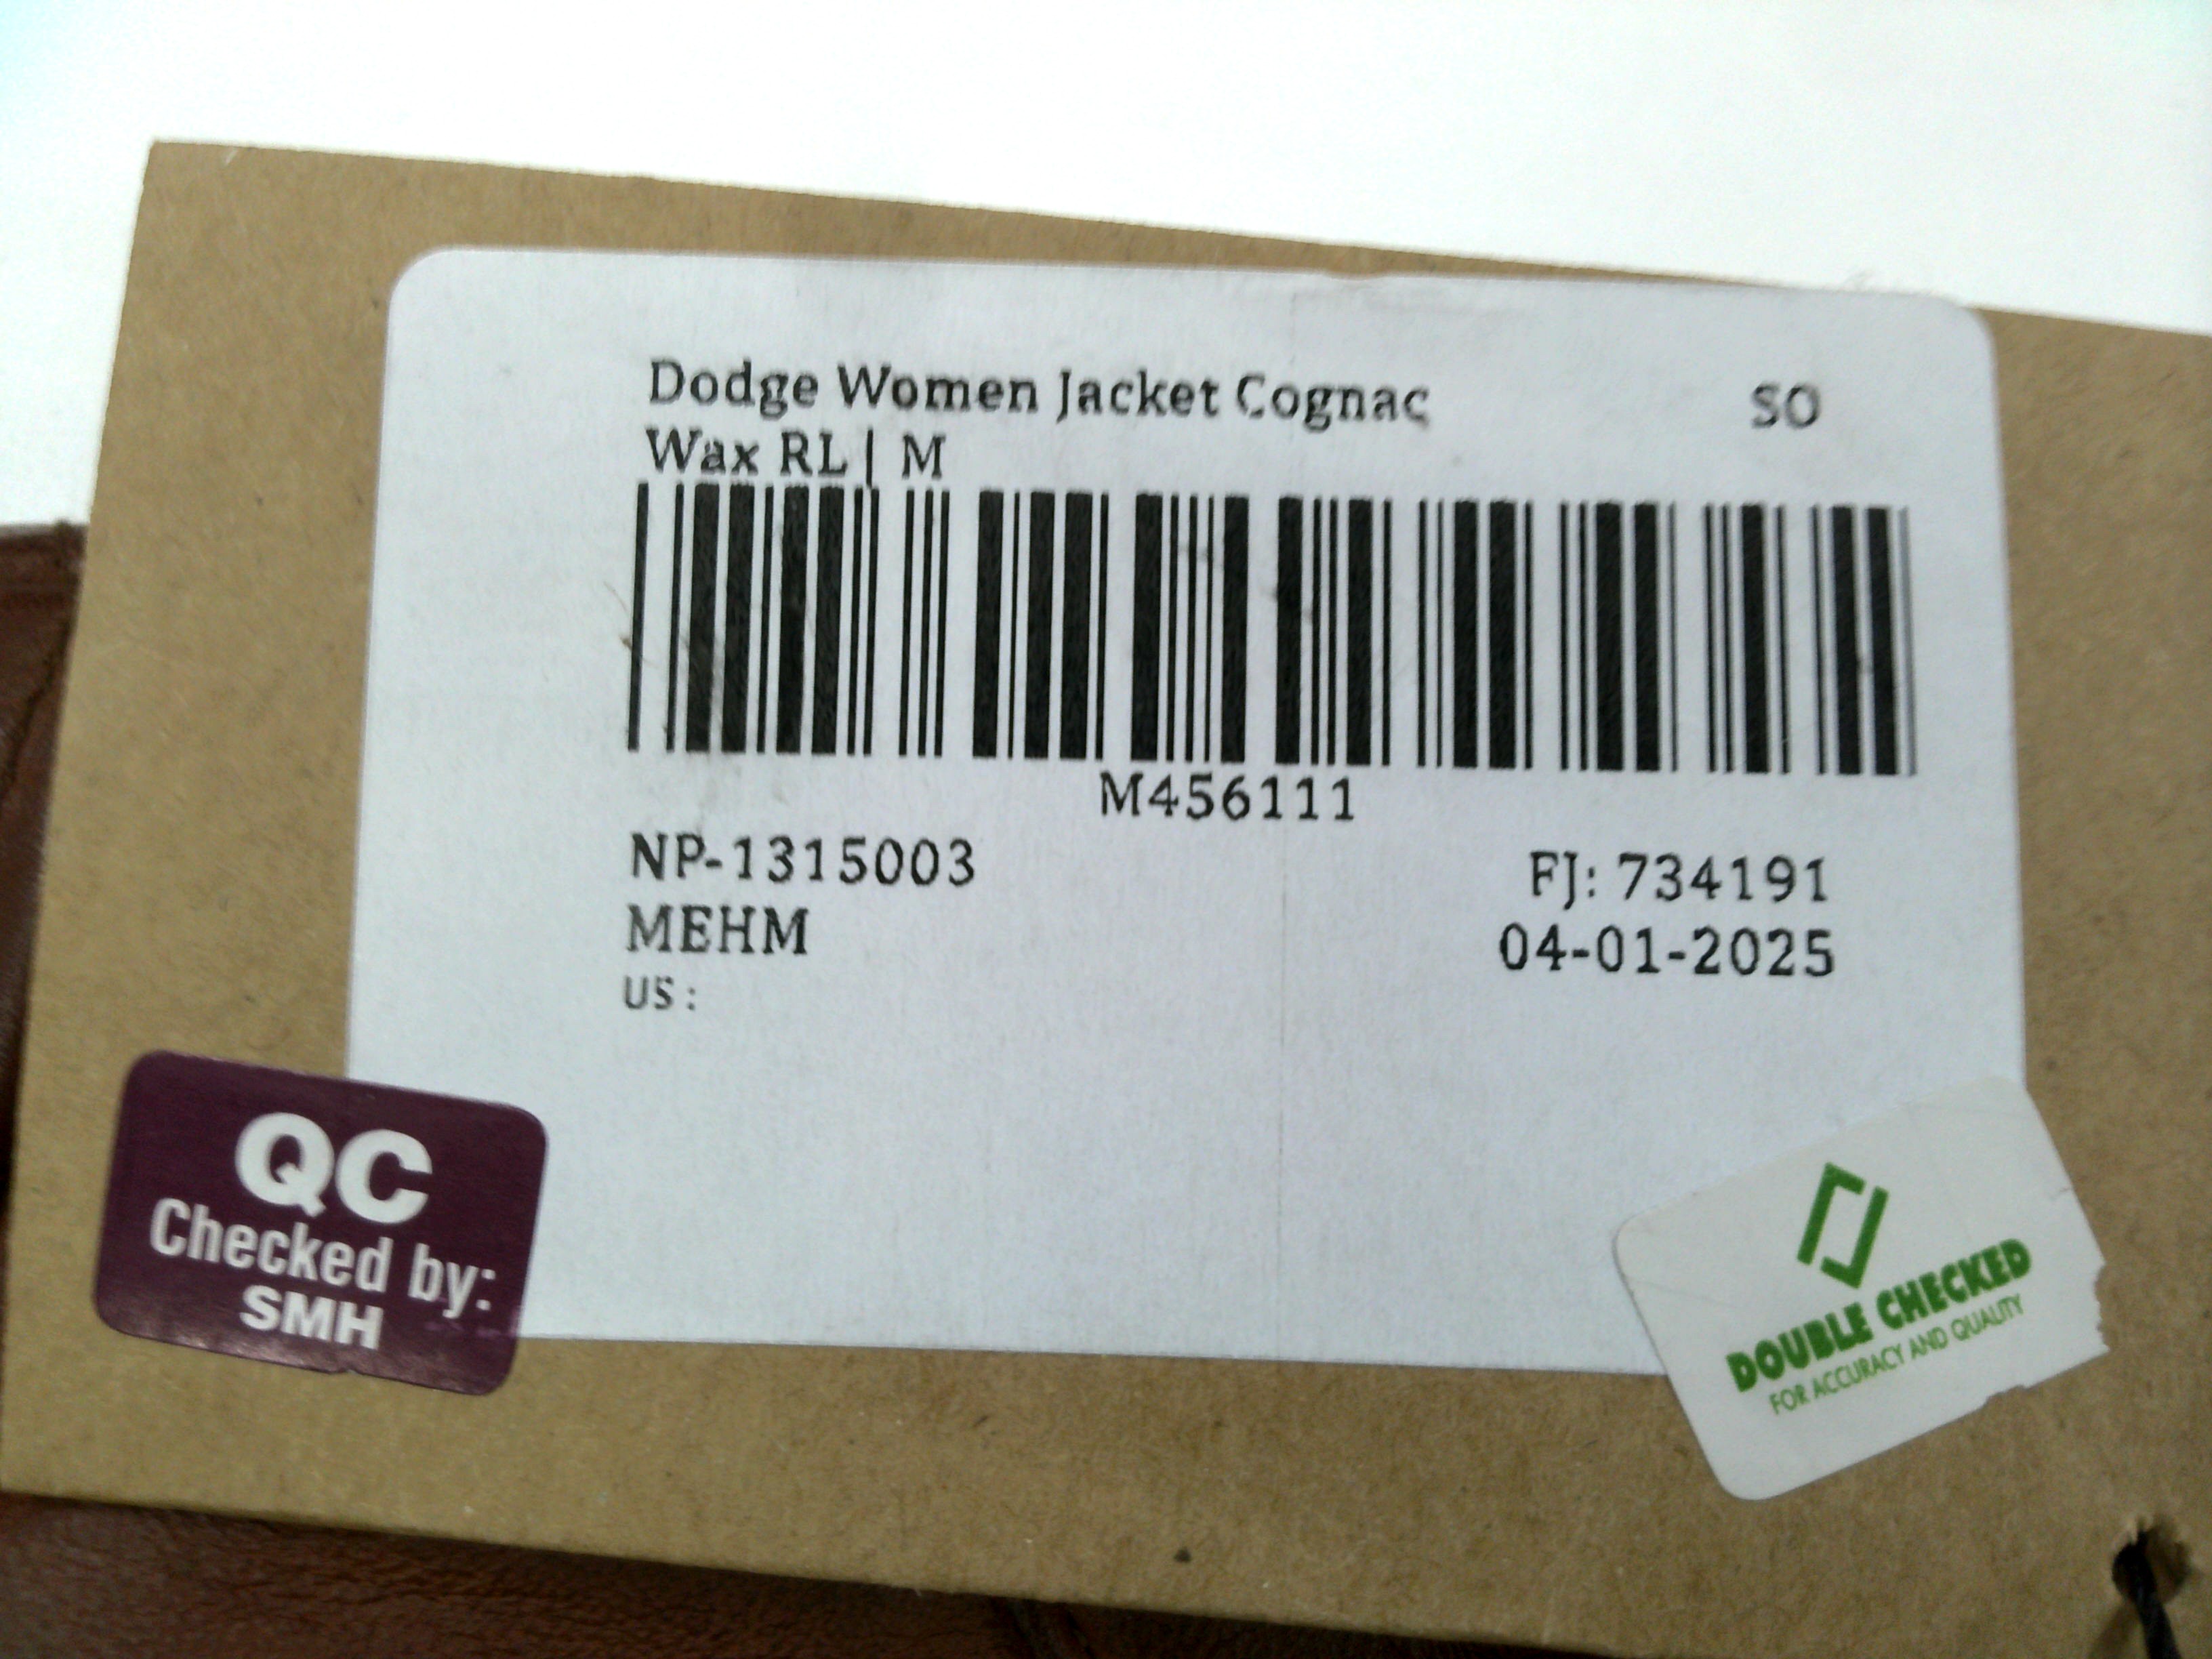 Dodge Women Jacket Cognac SO
Wax RL | M
M456111
NP-1315003 FJ: 734191
MEHM 04-01-2025
US :
QC
Checked by:
SMH
DOUBLE CHECKED
FOR ACCURACY AND QUALITY